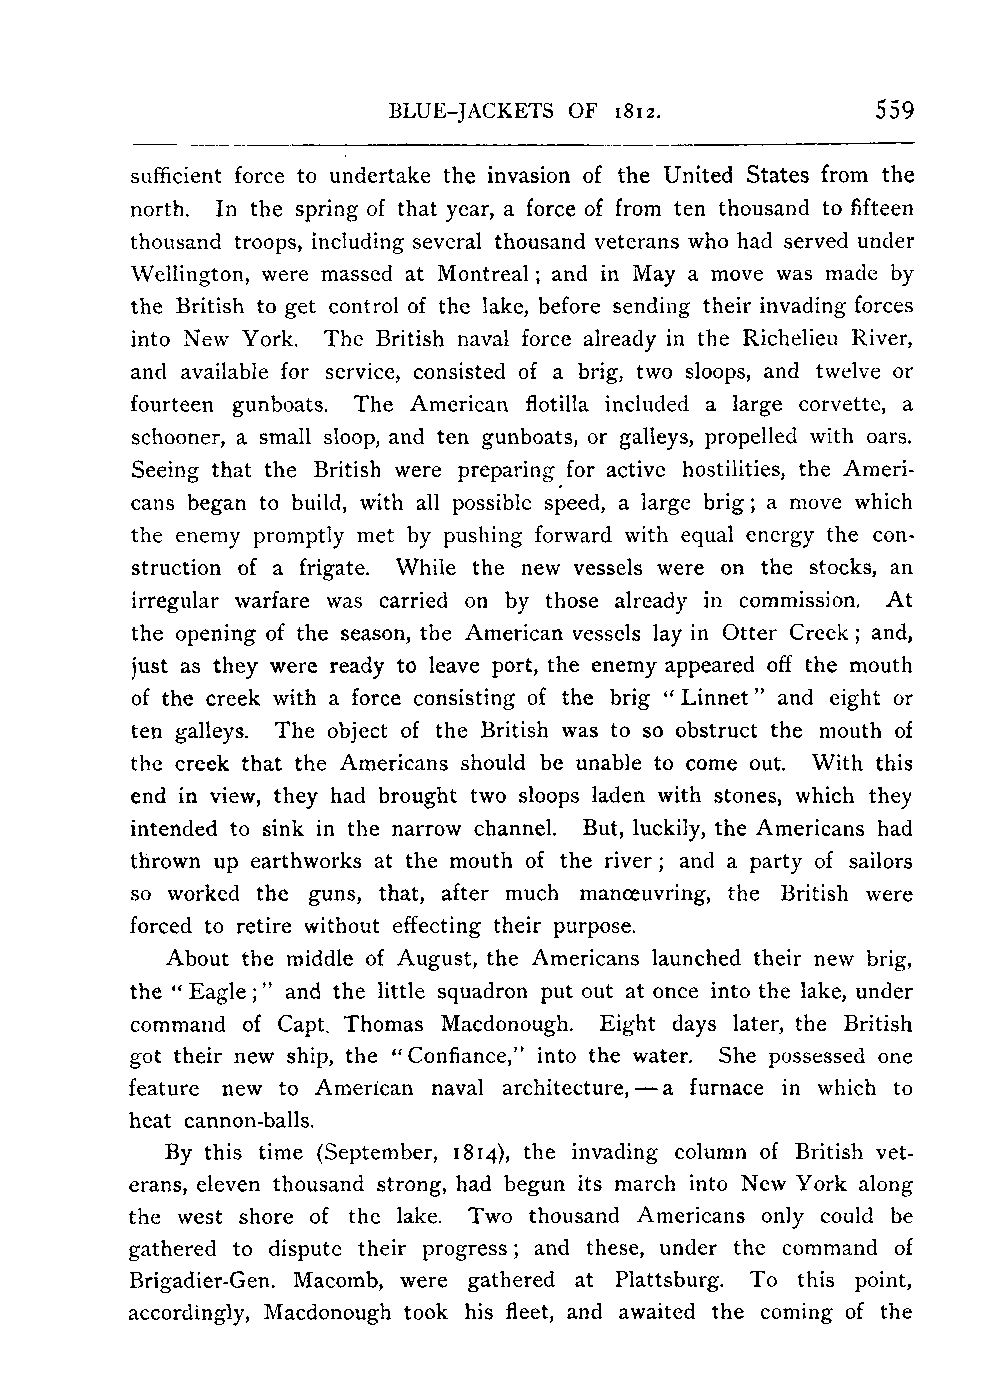 BLUE-JACKETS OF 1812. 559
sufficient force to undertake the invasion of the United States from the
north. In the spring of that year, a force of from ten thousand to fifteen
thousand troops, including several thousand veterans who had served under
Wellington, were massed at Montreal; and in May a move was made by
the British to get control of the lake, before sending their invading forces
into New York. The British naval force already in the Richelieu River,
and available for service, consisted of a brig, two sloops, and twelve or
fourteen gunboats. The American flotilla included a large corvette, a
schooner, a small sloop, and ten gunboats, or galleys, propelled with oars.
Seeing that the British were preparing for active hostilities, the Ameri-
cans began to build, with all possible speed, a large brig; a move which
the enemy promptly met by pushing forward with equal energy the con-
struction of a frigate. While the new vessels were on the stocks, an
irregular warfare was carried on by those already in commission. At
the opening of the season, the American vessels lay in Otter Creek; and,
just as they were ready to leave port, the enemy appeared off the mouth
of the creek with a force consisting of the brig "Linnet" and eight or
ten galleys. The object of the British was to so obstruct the mouth of
the creek that the Americans should be unable to come out. With this
end in view, they had brought two sloops laden with stones, which they
intended to sink in the narrow channel. But, luckily, the Americans had
thrown up earthworks at the mouth of the river; and a party of sailors
so worked the guns, that, after much manœuvring, the British were
forced to retire without effecting their purpose.
About the middle of August, the Americans launched their new brig,
the "Eagle;" and the little squadron put out at once into the lake, under
command of Capt. Thomas Macdonough. Eight days later, the British
got their new ship, the "Confiance," into the water. She possessed one
feature new to American naval architecture,—a furnace in which to
heat cannon-balls.
By this time (September, 1814), the invading column of British vet-
erans, eleven thousand strong, had begun its march into New York along
the west shore of the lake. Two thousand Americans only could be
gathered to dispute their progress; and these, under the command of
Brigadier-Gen. Macomb, were gathered at Plattsburg. To this point,
accordingly, Macdonough took his fleet, and awaited the coming of the